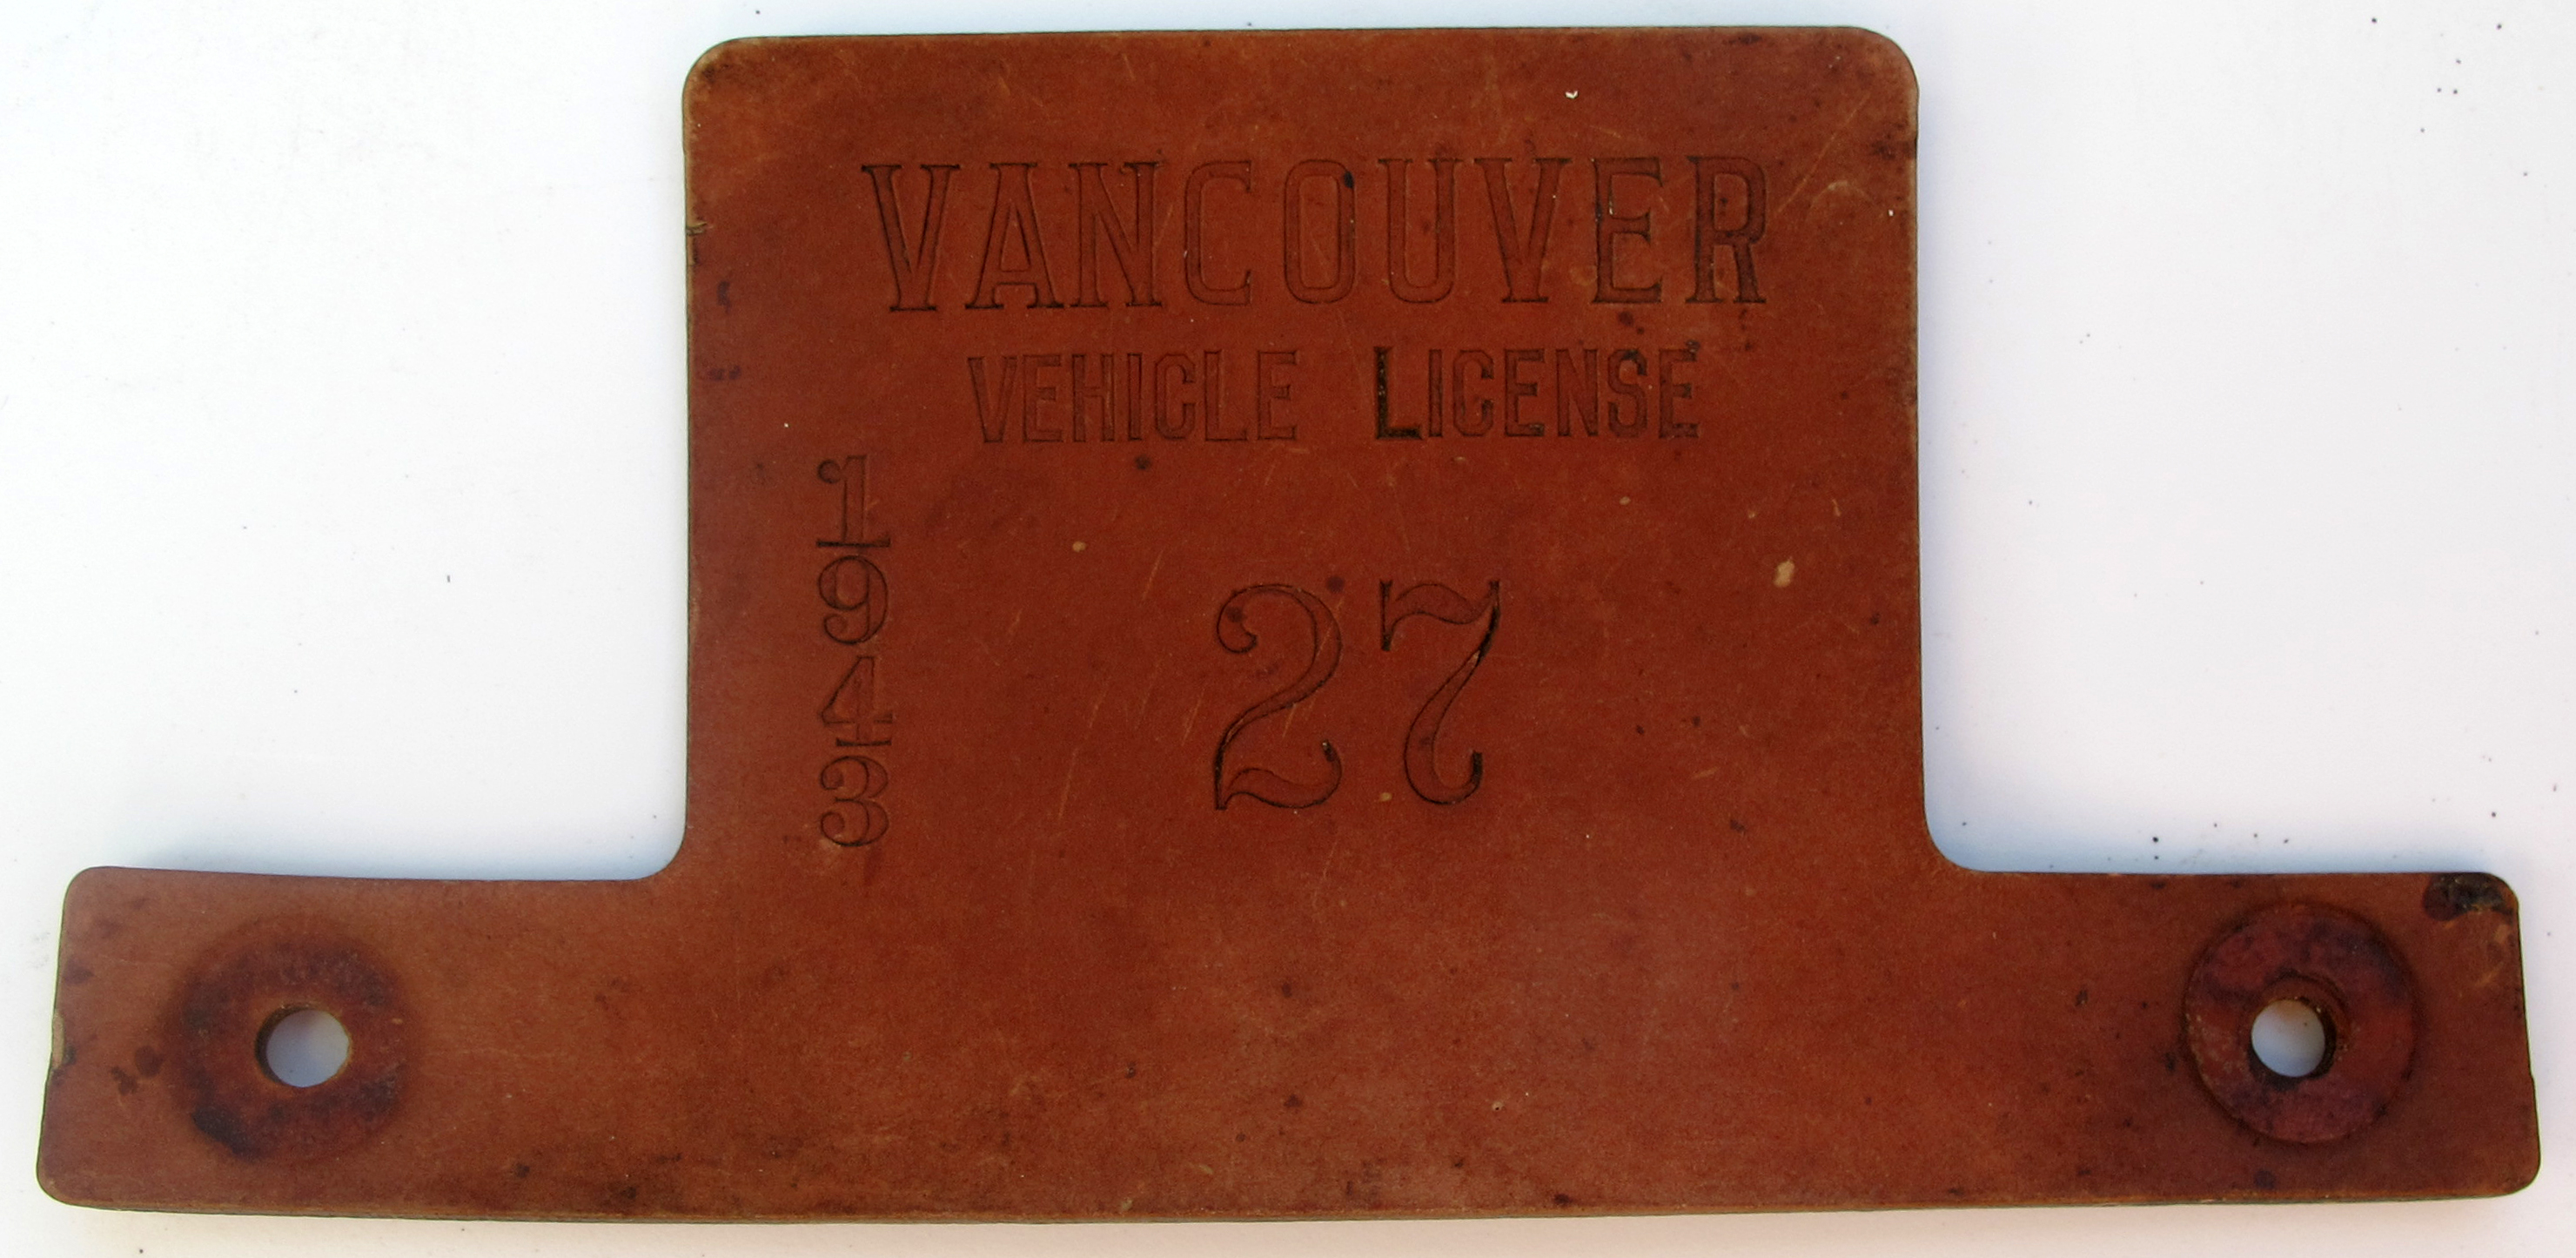 VANCOUVER
VEHICLE LICENSE
1943
27